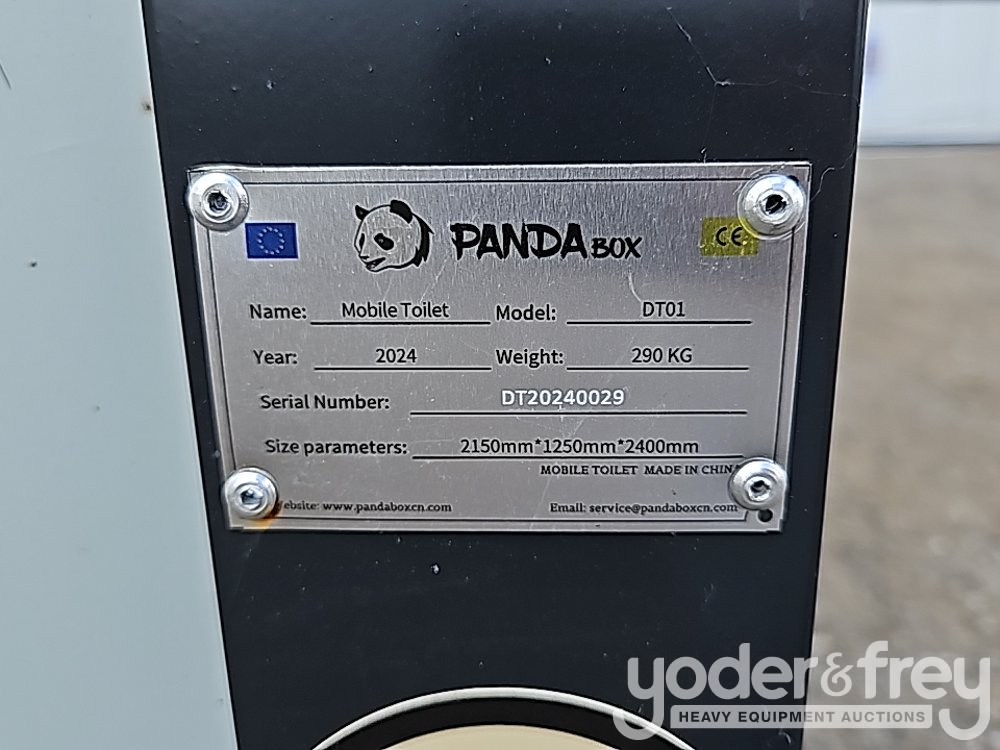 PANDA BOX CE
Name: Mobile Toilet Model: DT01
Year: 2024 Weight: 290 KG
Serial Number: DT20240029
Size parameters: 2150mm*1250mm*2400mm
MOBILE TOILET MADE IN CHINA
Website: www.pandaboxcn.com Email: service@pandaboxcn.com
yoder&frey
HEAVY EQUIPMENT AUCTIONS